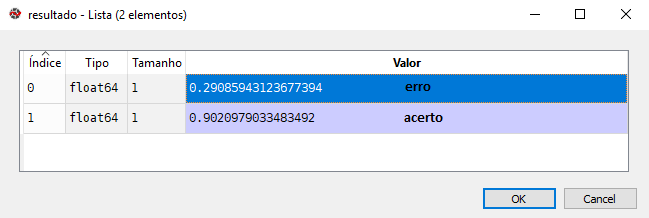 resultado - Lista (2 elementos)
Índice Tipo Tamanho Valor
0 float64 1 0.29085943123677394 erro
1 float64 1 0.9020979033483492 acerto
OK Cancel